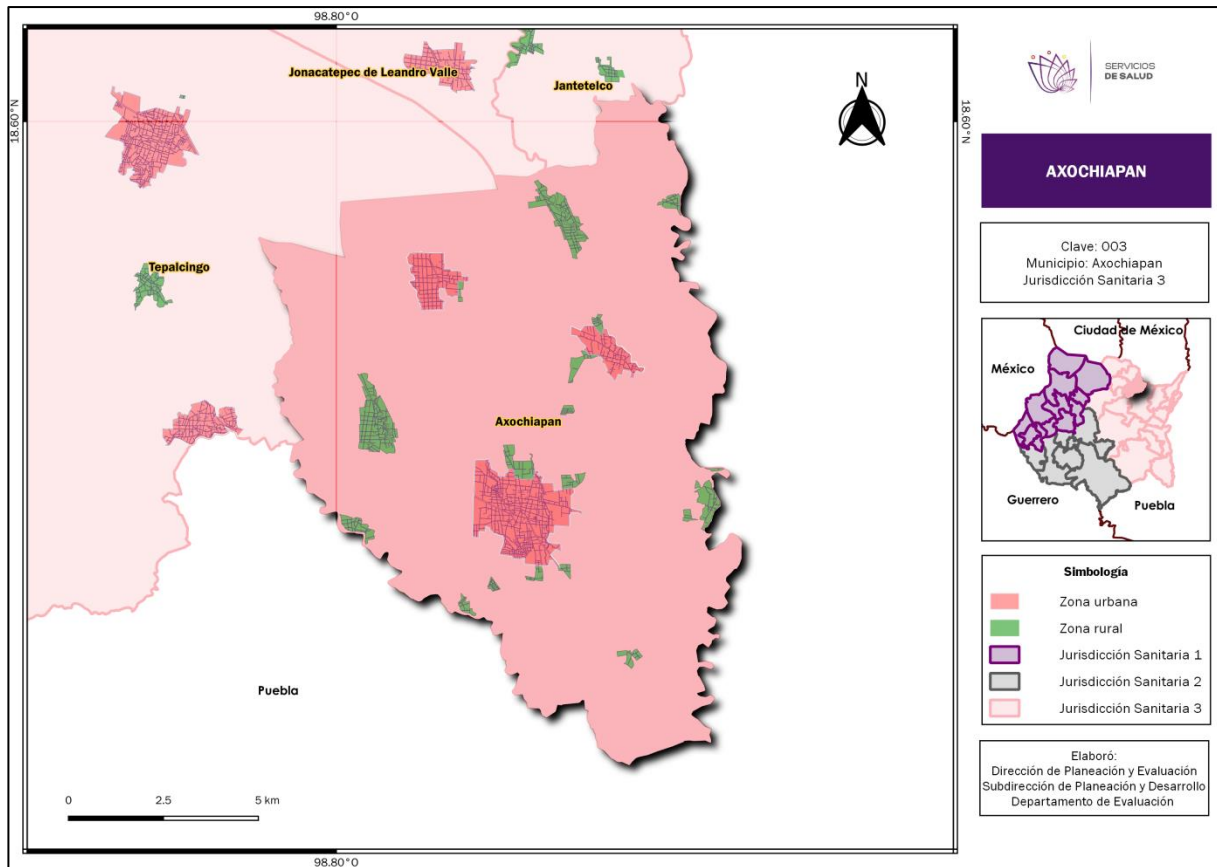 98.80°O
18.60°N
18.60°N
Jonacatepec de Leandro Valle
Jantetelco
N
Tepalcingo
Axochiapan
Puebla
0 2.5 5 km
98.80°O
SERVICIOS
DE SALUD
AXOCHIAPAN
Clave: 003
Municipio: Axochiapan
Jurisdicción Sanitaria 3
Ciudad de México
México
Guerrero
Puebla
Simbología
Zona urbana
Zona rural
Jurisdicción Sanitaria 1
Jurisdicción Sanitaria 2
Jurisdicción Sanitaria 3
Elaboró:
Dirección de Planeación y Evaluación
Subdirección de Planeación y Desarrollo
Departamento de Evaluación